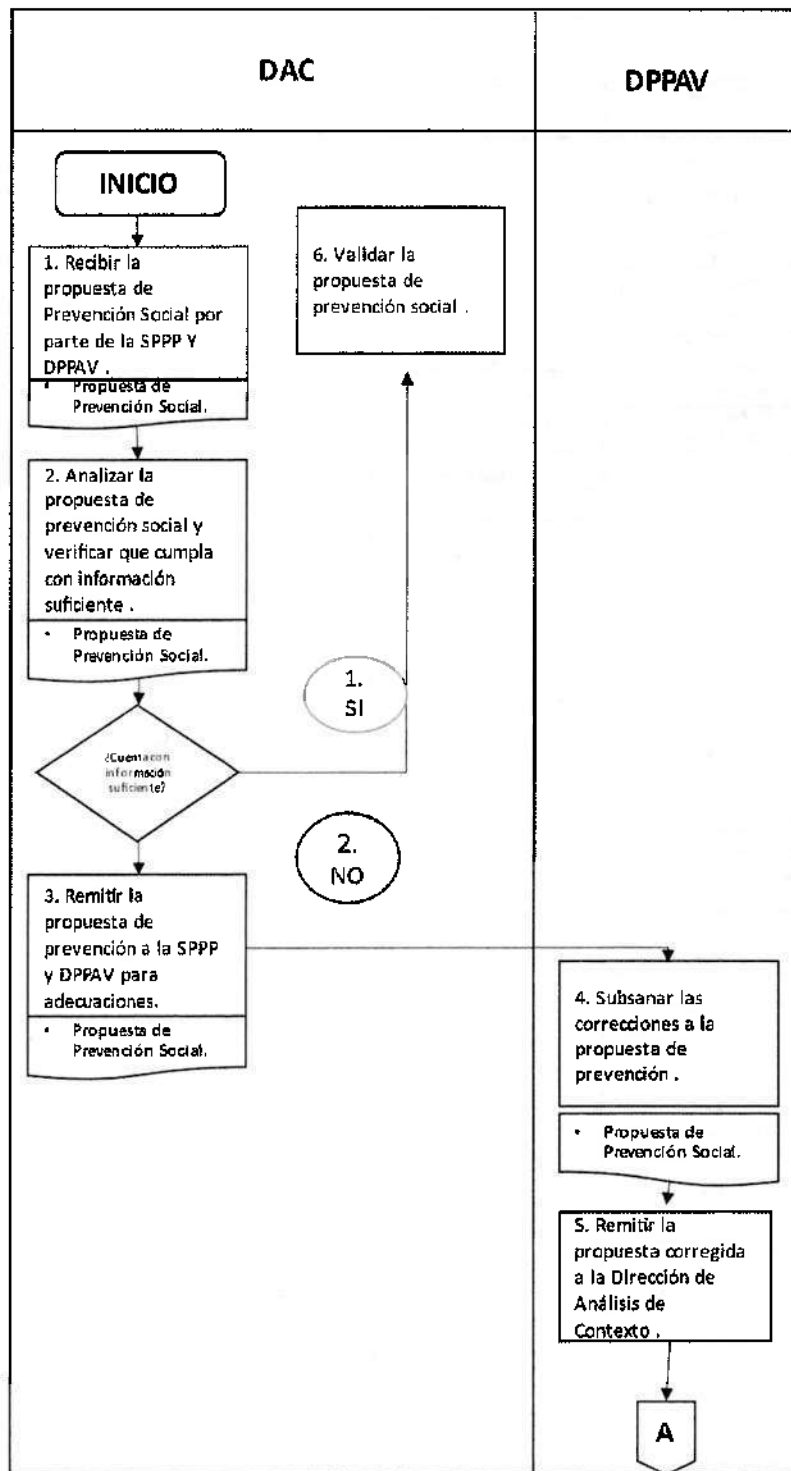 DAC
DPPAV
INICIO
1. Recibir la
propuesta de
Prevención Social por
parte de la SPPP Y
DPPAV .
• Propuesta de
Prevención Social.
2. Analizar la
propuesta de
prevención social y
verificar que cumpla
con información
suficiente .
• Propuesta de
Prevención Social.
¿Cuenta con
información
suficiente?
1.
SI
6. Validar la
propuesta de
prevención social .
2.
NO
3. Remitir la
propuesta de
prevención a la SPPP
y DPPAV para
adecuaciones.
• Propuesta de
Prevención Social.
4. Subsanar las
correcciones a la
propuesta de
prevención .
• Propuesta de
Prevención Social.
5. Remitir la
propuesta corregida
a la Dirección de
Análisis de
Contexto .
A